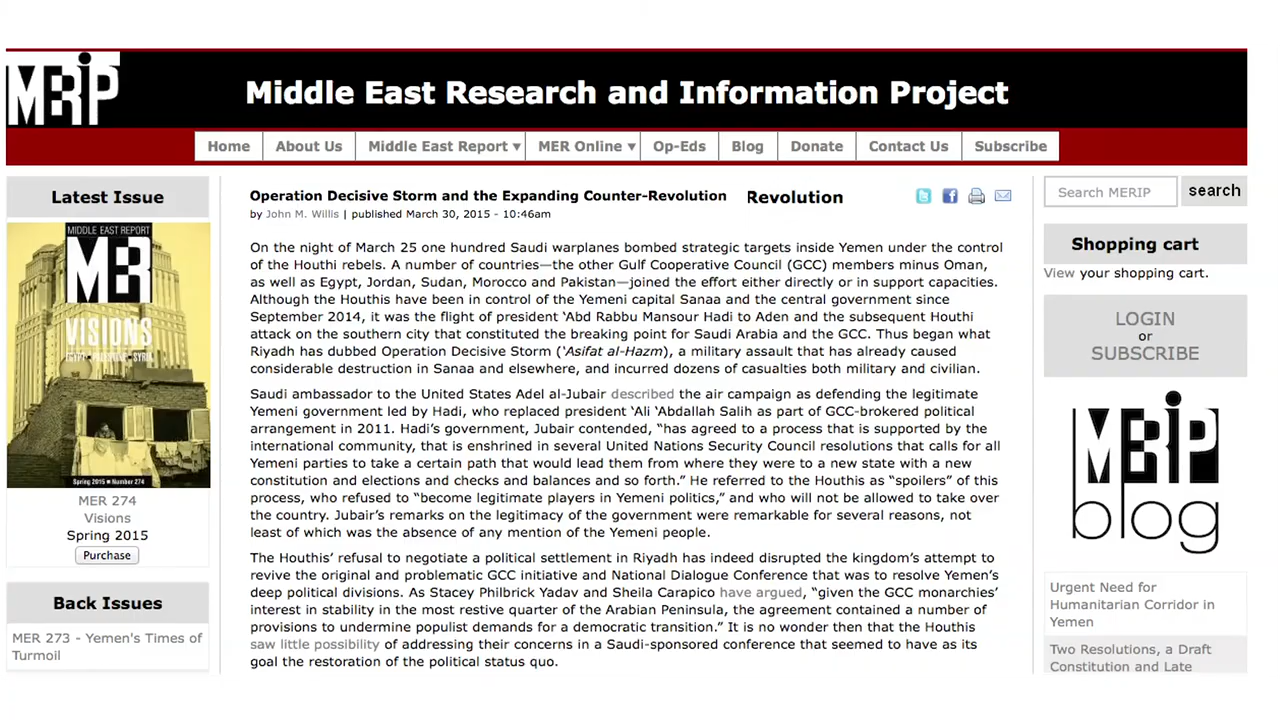 MERIP
Middle East Research and Information Project
Home
About Us
Middle East Report
MER Online
Op-Eds
Blog
Donate
Contact Us
Subscribe
Latest Issue
MIDDLE EAST REPORT
MER
VISIONS
EGYPT PALESTINE SYRIA
Spring 2015 ■ Number 274
MER 274
Visions
Spring 2015
Purchase
Back Issues
MER 273 - Yemen's Times of
Turmoil
Operation Decisive Storm and the Expanding Counter-Revolution Revolution
by John M. Willis | published March 30, 2015 - 10:46am
On the night of March 25 one hundred Saudi warplanes bombed strategic targets inside Yemen under the control
of the Houthi rebels. A number of countries—the other Gulf Cooperative Council (GCC) members minus Oman,
as well as Egypt, Jordan, Sudan, Morocco and Pakistan—joined the effort either directly or in support capacities.
Although the Houthis have been in control of the Yemeni capital Sanaa and the central government since
September 2014, it was the flight of president ‘Abd Rabbu Mansour Hadi to Aden and the subsequent Houthi
attack on the southern city that constituted the breaking point for Saudi Arabia and the GCC. Thus began what
Riyadh has dubbed Operation Decisive Storm (‘Asifat al-Hazm), a military assault that has already caused
considerable destruction in Sanaa and elsewhere, and incurred dozens of casualties both military and civilian.
Saudi ambassador to the United States Adel al-Jubair described the air campaign as defending the legitimate
Yemeni government led by Hadi, who replaced president ‘Ali ‘Abdallah Salih as part of GCC-brokered political
arrangement in 2011. Hadi’s government, Jubair contended, “has agreed to a process that is supported by the
international community, that is enshrined in several United Nations Security Council resolutions that calls for all
Yemeni parties to take a certain path that would lead them from where they were to a new state with a new
constitution and elections and checks and balances and so forth.” He referred to the Houthis as “spoilers” of this
process, who refused to “become legitimate players in Yemeni politics,” and who will not be allowed to take over
the country. Jubair’s remarks on the legitimacy of the government were remarkable for several reasons, not
least of which was the absence of any mention of the Yemeni people.
The Houthis’ refusal to negotiate a political settlement in Riyadh has indeed disrupted the kingdom’s attempt to
revive the original and problematic GCC initiative and National Dialogue Conference that was to resolve Yemen’s
deep political divisions. As Stacey Philbrick Yadav and Sheila Carapico have argued, “given the GCC monarchies’
interest in stability in the most restive quarter of the Arabian Peninsula, the agreement contained a number of
provisions to undermine populist demands for a democratic transition.” It is no wonder then that the Houthis
saw little possibility of addressing their concerns in a Saudi-sponsored conference that seemed to have as its
goal the restoration of the political status quo.
Search MERIP
search
Shopping cart
View your shopping cart.
LOGIN
or
SUBSCRIBE
MERIP
blog
Urgent Need for
Humanitarian Corridor in
Yemen
Two Resolutions, a Draft
Constitution and Late